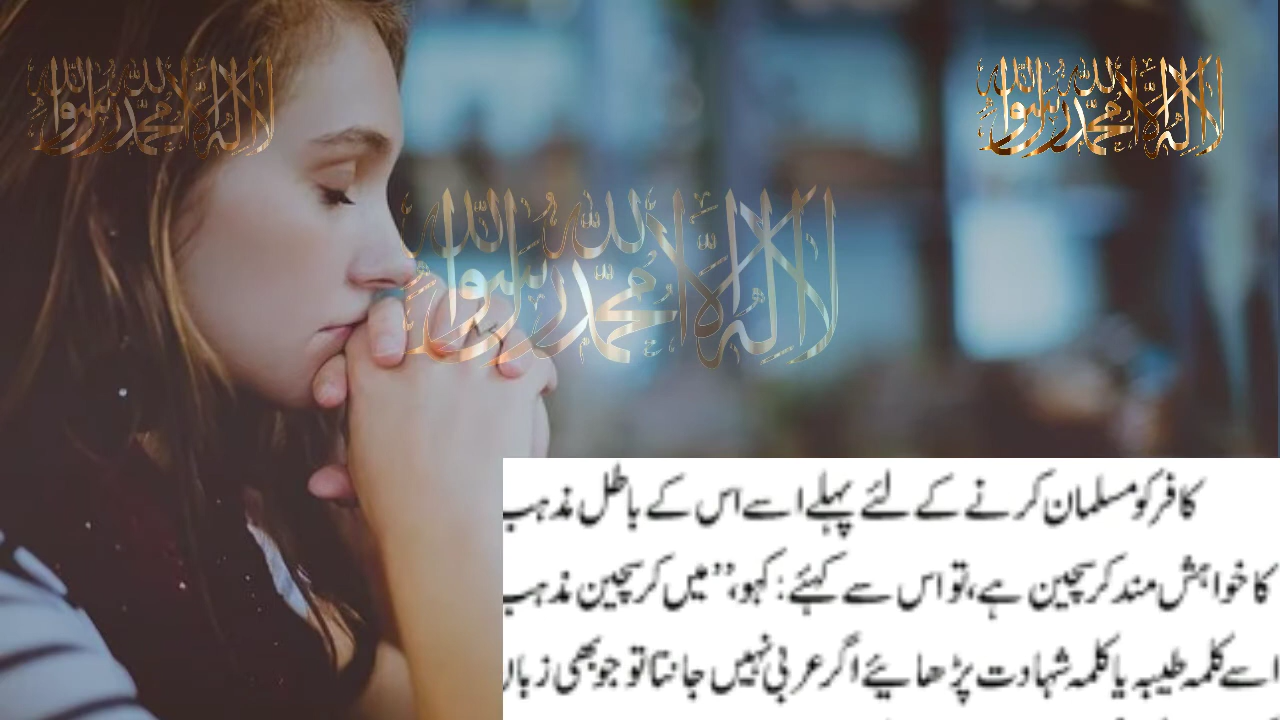 لا اله الا الله محمد رسول الله
لا اله الا الله محمد رسول الله
لا اله الا الله محمد رسول الله
کافر کو مسلمان کرنے کے لئے پہلے اسے اس کے باطل مذہب
کا خواہش مند کرسچین ہے، تو اس سے کہئے: کہو، ”میں کرسچین مذہب
اسے کلمہ طیبہ یا کلمہ شہادت پڑھائیے اگر عربی نہیں جانتا تو جو بھی زبان